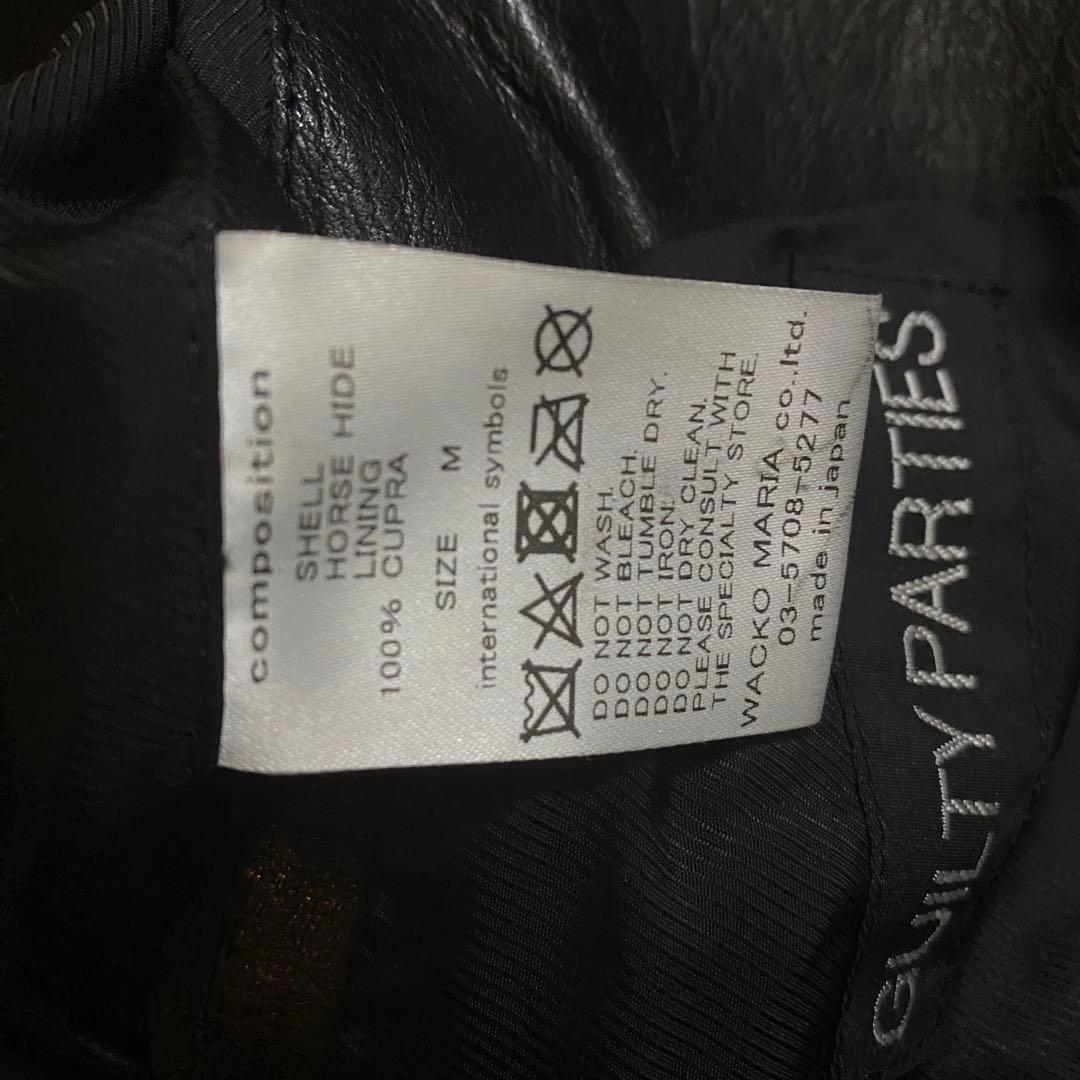 composition
SHELL
HORSE HIDE
LINING
100% CUPRA
SIZE M
international symbols
DO NOT WASH.
DO NOT BLEACH.
DO NOT TUMBLE DRY.
DO NOT IRON.
DO NOT DRY CLEAN.
PLEASE CONSULT WITH
THE SPECIALTY STORE.
WACKO MARIA co.,ltd.
03-5708-5277
made in japan
GUILTY PARTIES